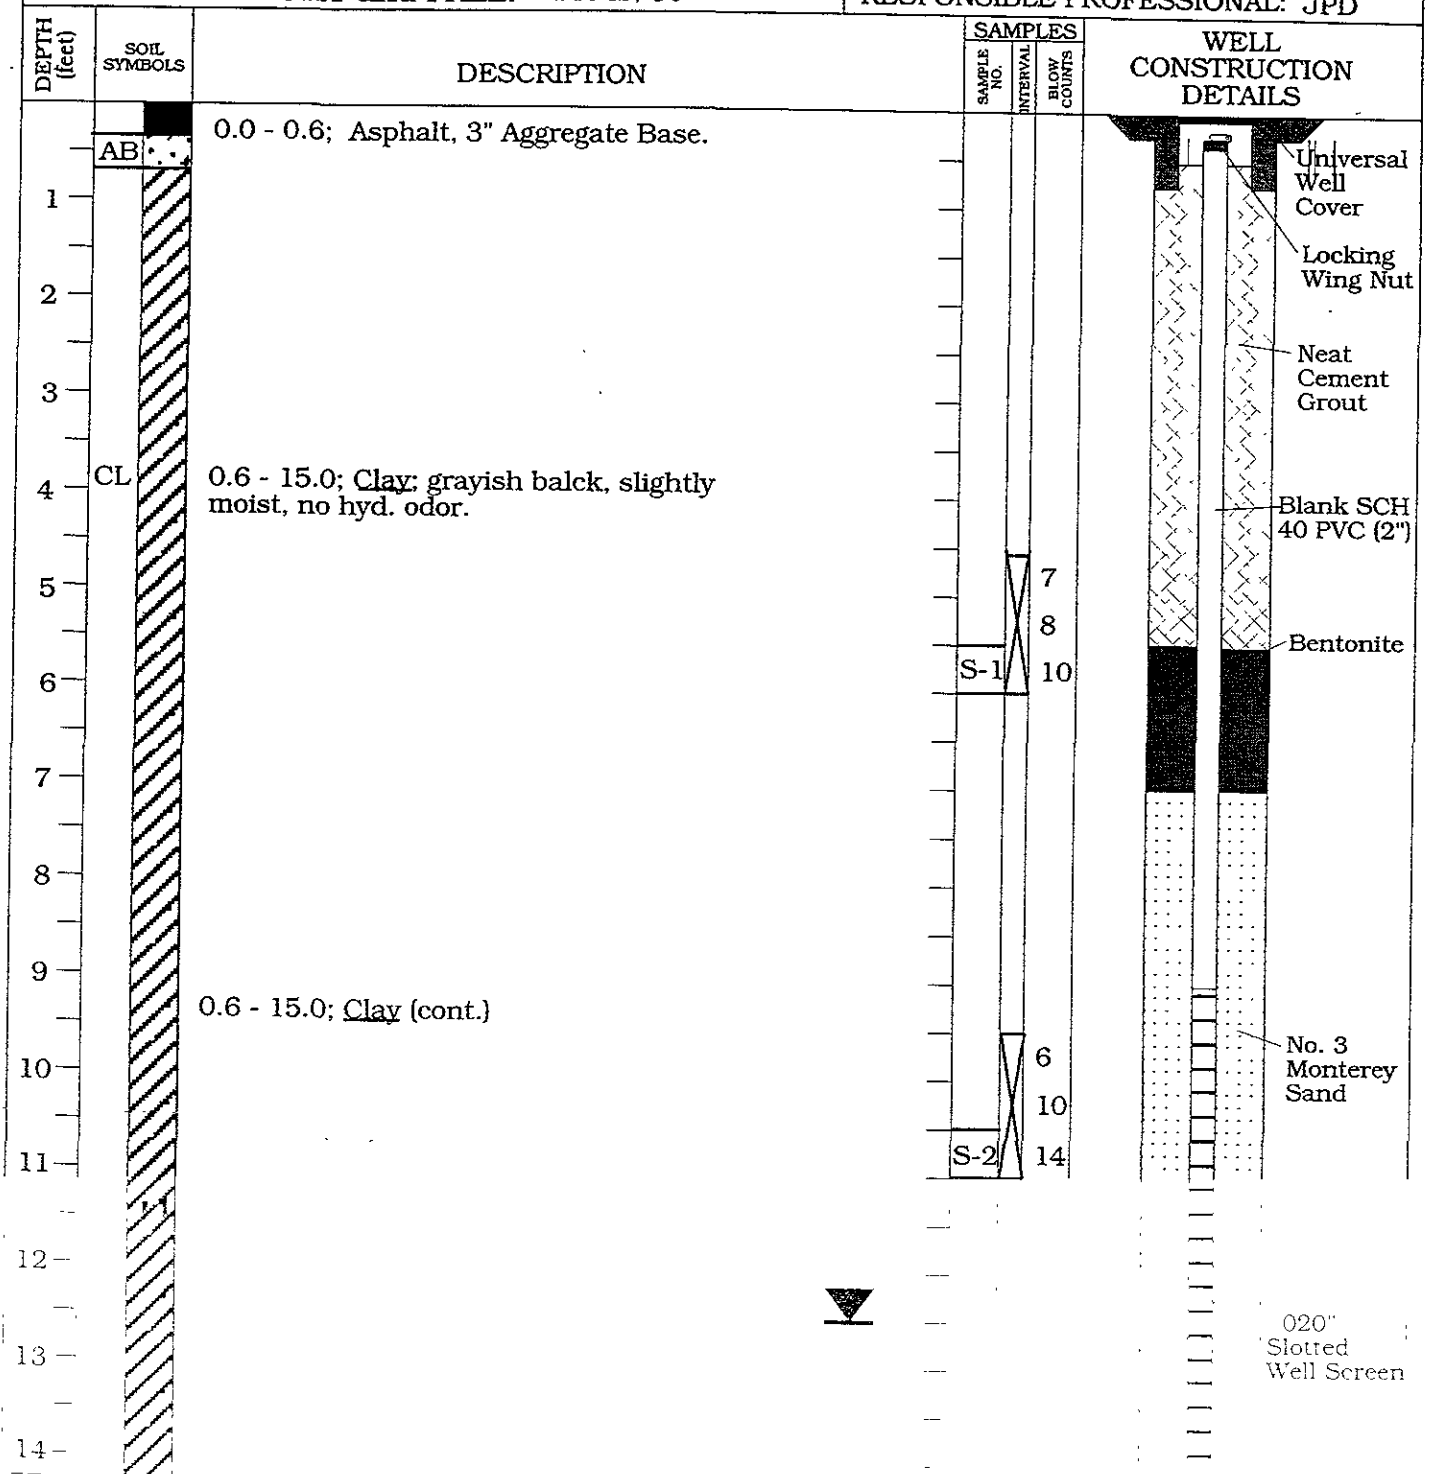 RESPONSIBLE PROFESSIONAL: JPD
DEPTH (feet)
SOIL SYMBOLS
DESCRIPTION
SAMPLES
SAMPLE NO.
INTERVAL
BLOW COUNTS
WELL
CONSTRUCTION
DETAILS
0.0 - 0.6; Asphalt, 3" Aggregate Base.
AB
Universal
Well
Cover
1
Locking
Wing Nut
2
Neat
Cement
Grout
3
CL
0.6 - 15.0; Clay; grayish balck, slightly
moist, no hyd. odor.
4
Blank SCH
40 PVC (2")
5
7
8
Bentonite
S-1
10
6
7
8
9
0.6 - 15.0; Clay (cont.)
10
6
No. 3
Monterey
Sand
10
11
S-2
14
12
020"
Slotted
Well Screen
13
14